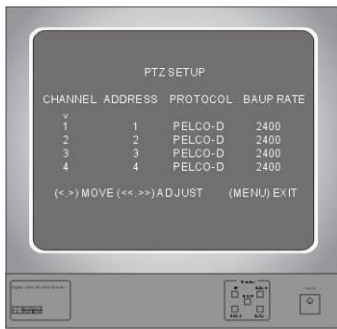 PTZ SETUP
CHANNEL ADDRESS PROTOCOL BAUP RATE
v
1 1 PELCO-D 2400
2 2 PELCO-D 2400
3 3 PELCO-D 2400
4 4 PELCO-D 2400
(<.>) MOVE (<<.>>) ADJUST (MENU) EXIT